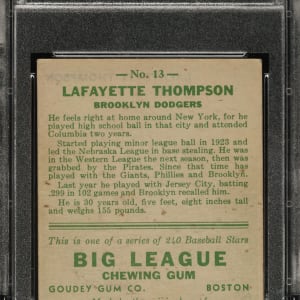 — No. 13 —
LAFAYETTE THOMPSON
BROOKLYN DODGERS
He feels right at home around New York, for he
played high school ball in that city and attended
Columbia two years.
Started playing minor league ball in 1923 and
led the Nebraska League in base stealing. He was
in the Western League the next season, then was
grabbed by the Pirates. Since that time has
played with the Giants, Phillies and Brooklyn.
Last year he played with Jersey City, batting
.299 in 102 games and Brooklyn recalled him.
He is 30 years old, five feet, eight inches tall
and weighs 155 pounds.
This is one of a series of 240 Baseball Stars
BIG LEAGUE
CHEWING GUM
GOUDEY GUM CO. BOSTON